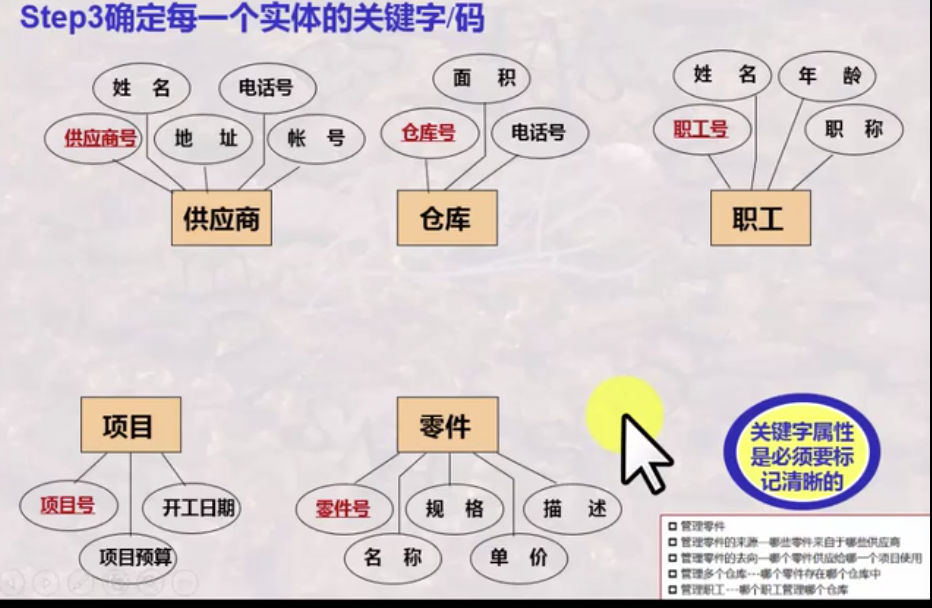 Step3确定每一个实体的关键字/码
姓 名
电话号
供应商号
地 址
帐 号
供应商
面 积
仓库号
电话号
仓库
姓 名
年 龄
职工号
职 称
职工
项目
项目号
开工日期
项目预算
零件
零件号
规 格
描 述
名 称
单 价
关键字属性
是必须要标
记清晰的
管理零件
管理零件的来源---哪些零件来自于哪些供应商
管理零件的去向---哪个零件供应给哪一个项目使用
管理多个仓库---哪个零件存在哪个仓库中
管理职工---哪个职工管理哪个仓库